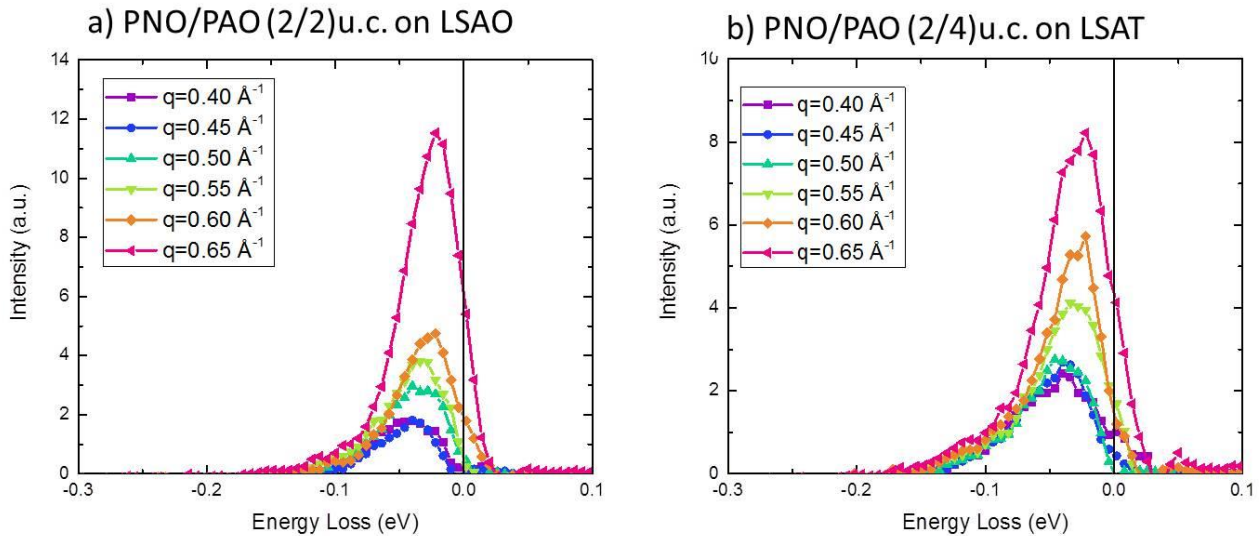 a) PNO/PAO (2/2)u.c. on LSAO
14
12
10
8
6
4
2
0
Intensity (a.u.)
q=0.40 Å⁻¹
q=0.45 Å⁻¹
q=0.50 Å⁻¹
q=0.55 Å⁻¹
q=0.60 Å⁻¹
q=0.65 Å⁻¹
-0.3 -0.2 -0.1 0.0 0.1
Energy Loss (eV)
b) PNO/PAO (2/4)u.c. on LSAT
10
8
6
4
2
0
Intensity (a.u.)
q=0.40 Å⁻¹
q=0.45 Å⁻¹
q=0.50 Å⁻¹
q=0.55 Å⁻¹
q=0.60 Å⁻¹
q=0.65 Å⁻¹
-0.3 -0.2 -0.1 0.0 0.1
Energy Loss (eV)